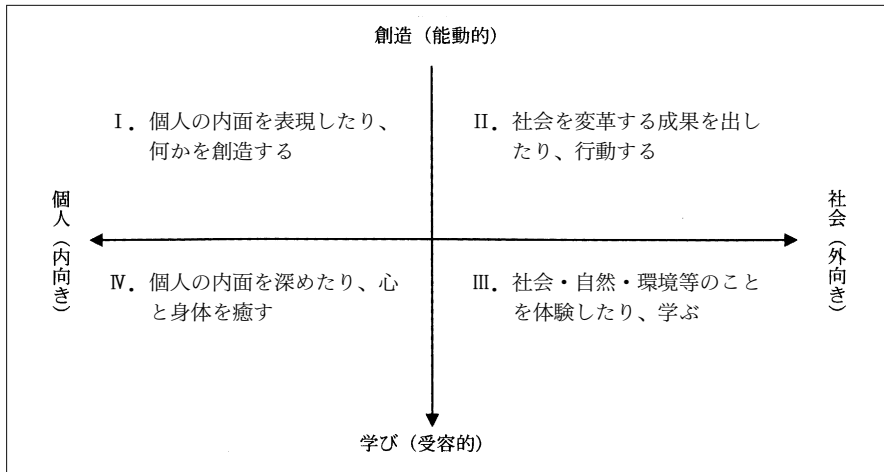 創造（能動的）
Ⅰ．個人の内面を表現したり、
何かを創造する
Ⅱ．社会を変革する成果を出し
たり、行動する
個人（内向き）
社会（外向き）
Ⅳ．個人の内面を深めたり、心
と身体を癒す
Ⅲ．社会・自然・環境等のこと
を体験したり、学ぶ
学び（受容的）